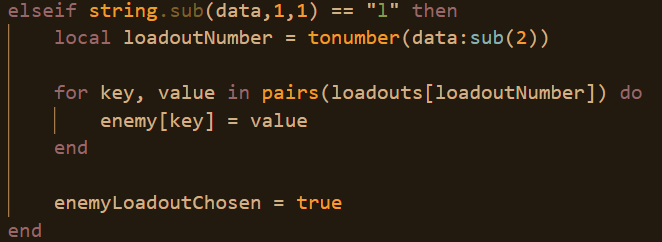 elseif string.sub(data,1,1) == "l" then
    local loadoutNumber = tonumber(data:sub(2))

    for key, value in pairs(loadouts[loadoutNumber]) do
        enemy[key] = value
    end

    enemyLoadoutChosen = true
end